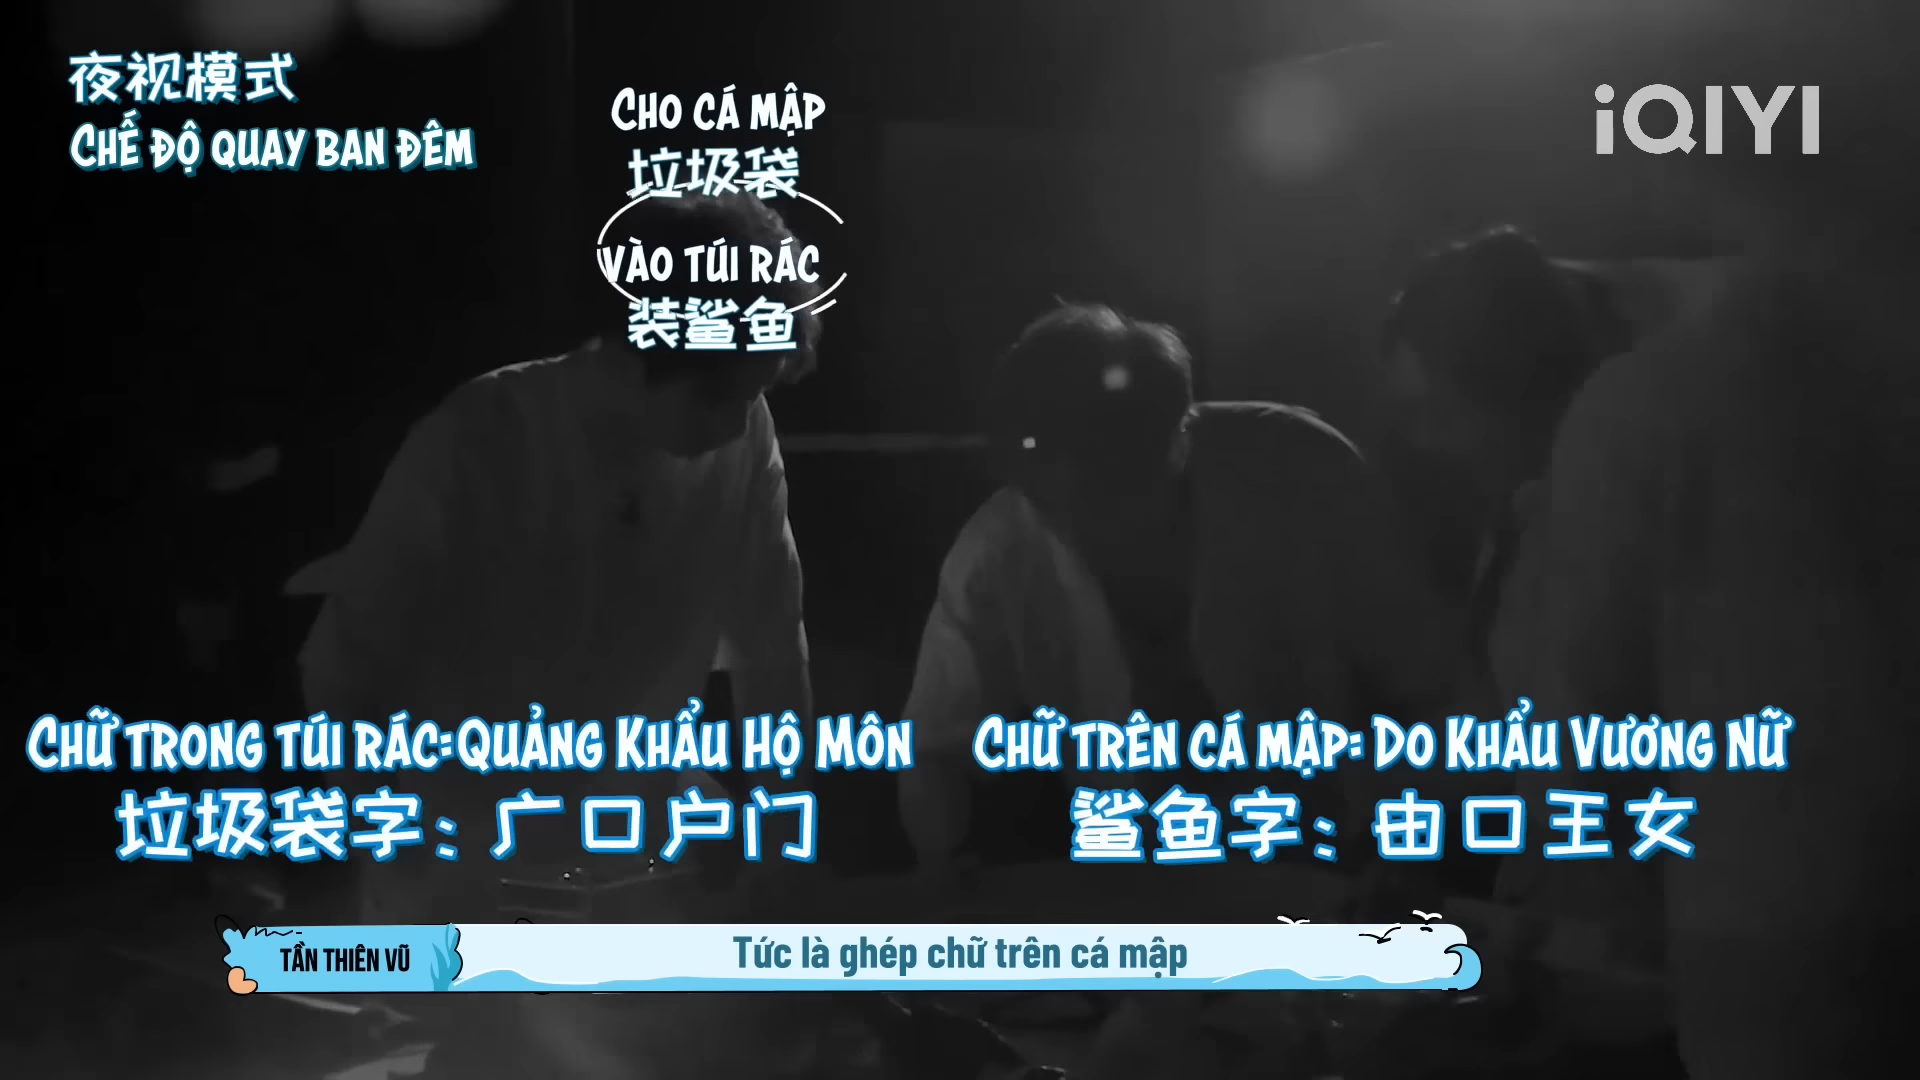 夜视模式
CHẾ ĐỘ QUAY BAN ĐÊM
CHO CÁ MẬP
垃圾袋
VÀO TÚI RÁC
装鲨鱼
iQIYI
CHỮ TRONG TÚI RÁC:QUẢNG KHẨU HỘ MÔN
垃圾袋字：广口户门
CHỮ TRÊN CÁ MẬP: DO KHẨU VƯƠNG NỮ
鲨鱼字：由口王女
TẦN THIÊN VŨ
Tức là ghép chữ trên cá mập